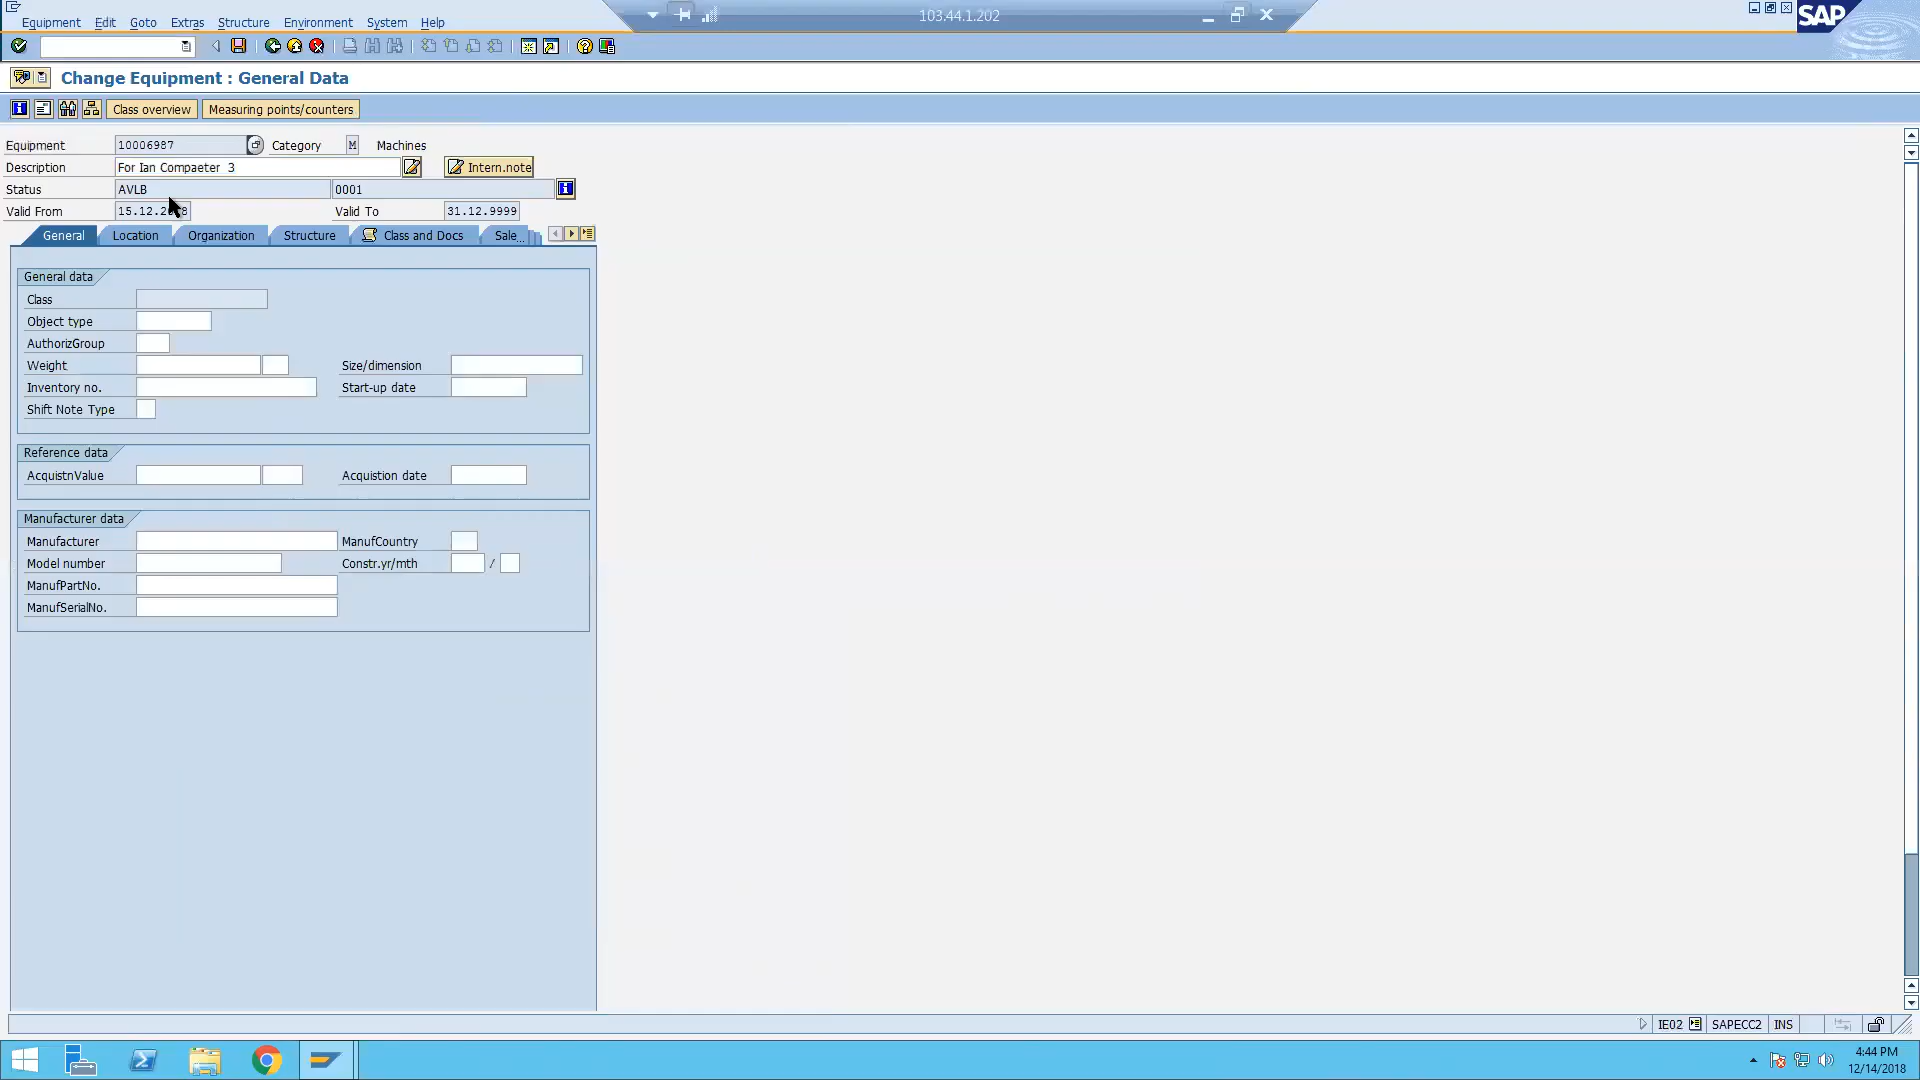 103.44.1.202
Equipment Edit Goto Extras Structure Environment System Help
SAP
Change Equipment : General Data
Class overview Measuring points/counters
Equipment 10006987 Category M Machines
Description For Ian Compaeter 3 Intern.note
Status AVLB 0001
Valid From Valid To 31.12.9999
General Location Organization Structure Class and Docs Sale...
General data
Class
Object type
AuthorizGroup
Weight Size/dimension
Inventory no. Start-up date
Shift Note Type
Reference data
AcquistnValue Acquistion date
Manufacturer data
Manufacturer ManufCountry
Model number Constr.yr/mth /
ManufPartNo.
ManufSerialNo.
IE02 SAPECC2 INS
4:44 PM
12/14/2018